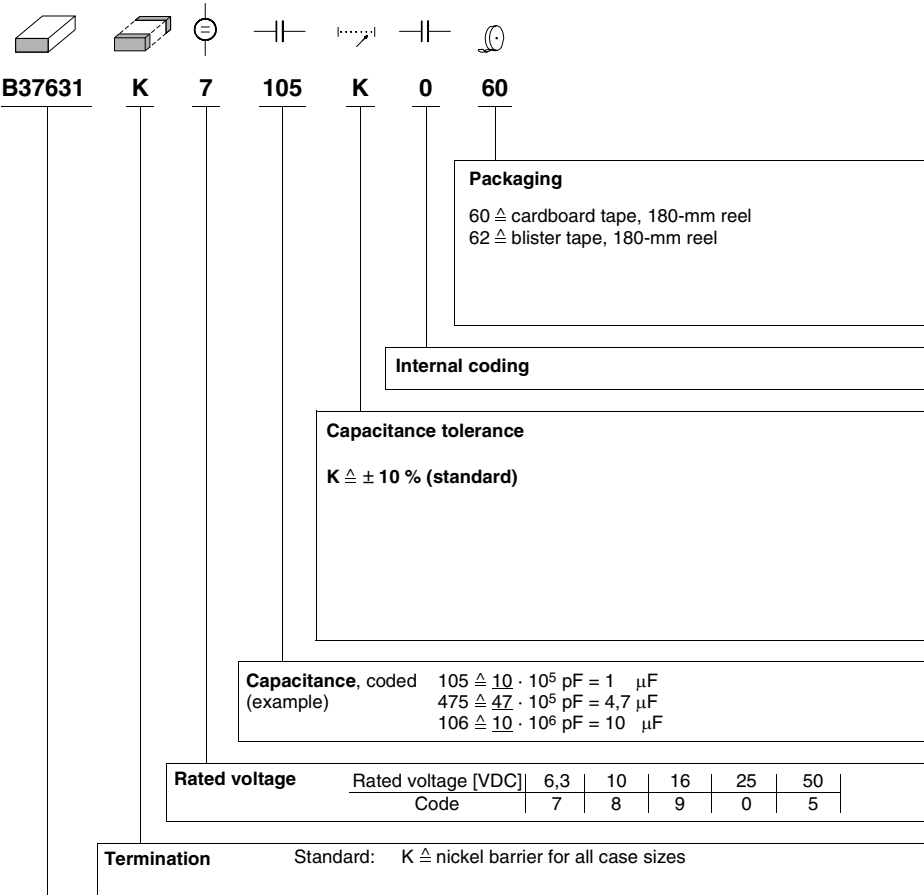 B37631 K 7 105 K 0 60
Packaging
60 ≙ cardboard tape, 180-mm reel
62 ≙ blister tape, 180-mm reel
Internal coding
Capacitance tolerance
K ≙ ± 10 % (standard)
Capacitance, coded 105 ≙ 10 · 10⁵ pF = 1 μF
(example) 475 ≙ 47 · 10⁵ pF = 4,7 μF
106 ≙ 10 · 10⁶ pF = 10 μF
Rated voltage Rated voltage [VDC] 6,3 10 16 25 50
Code 7 8 9 0 5
Termination Standard: K ≙ nickel barrier for all case sizes